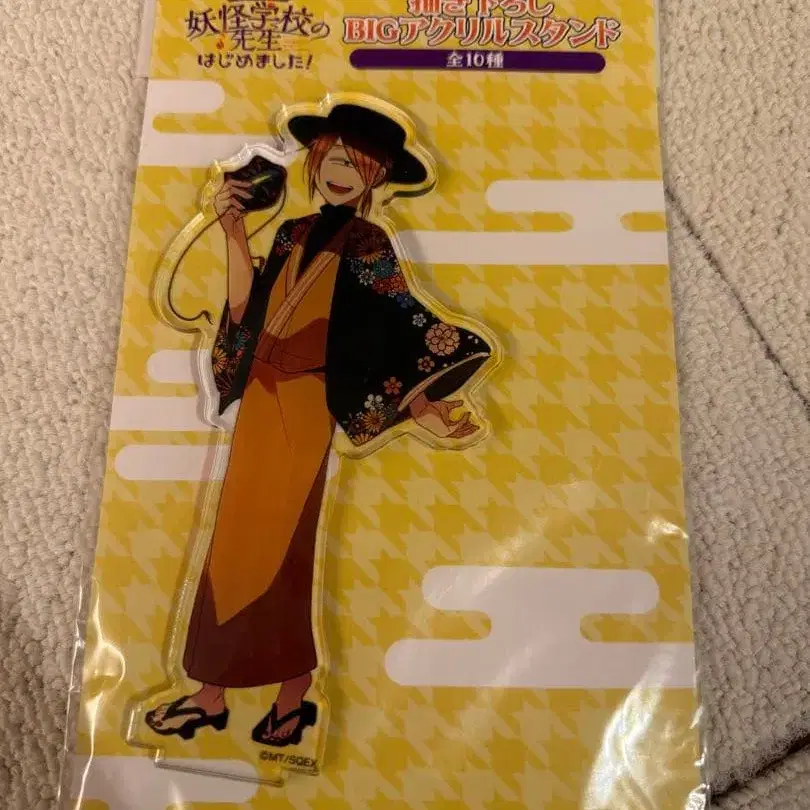 妖怪学校の
先生
はじめました!
描き下ろし
BIGアクリルスタンド
全10種
©MT/SQEX